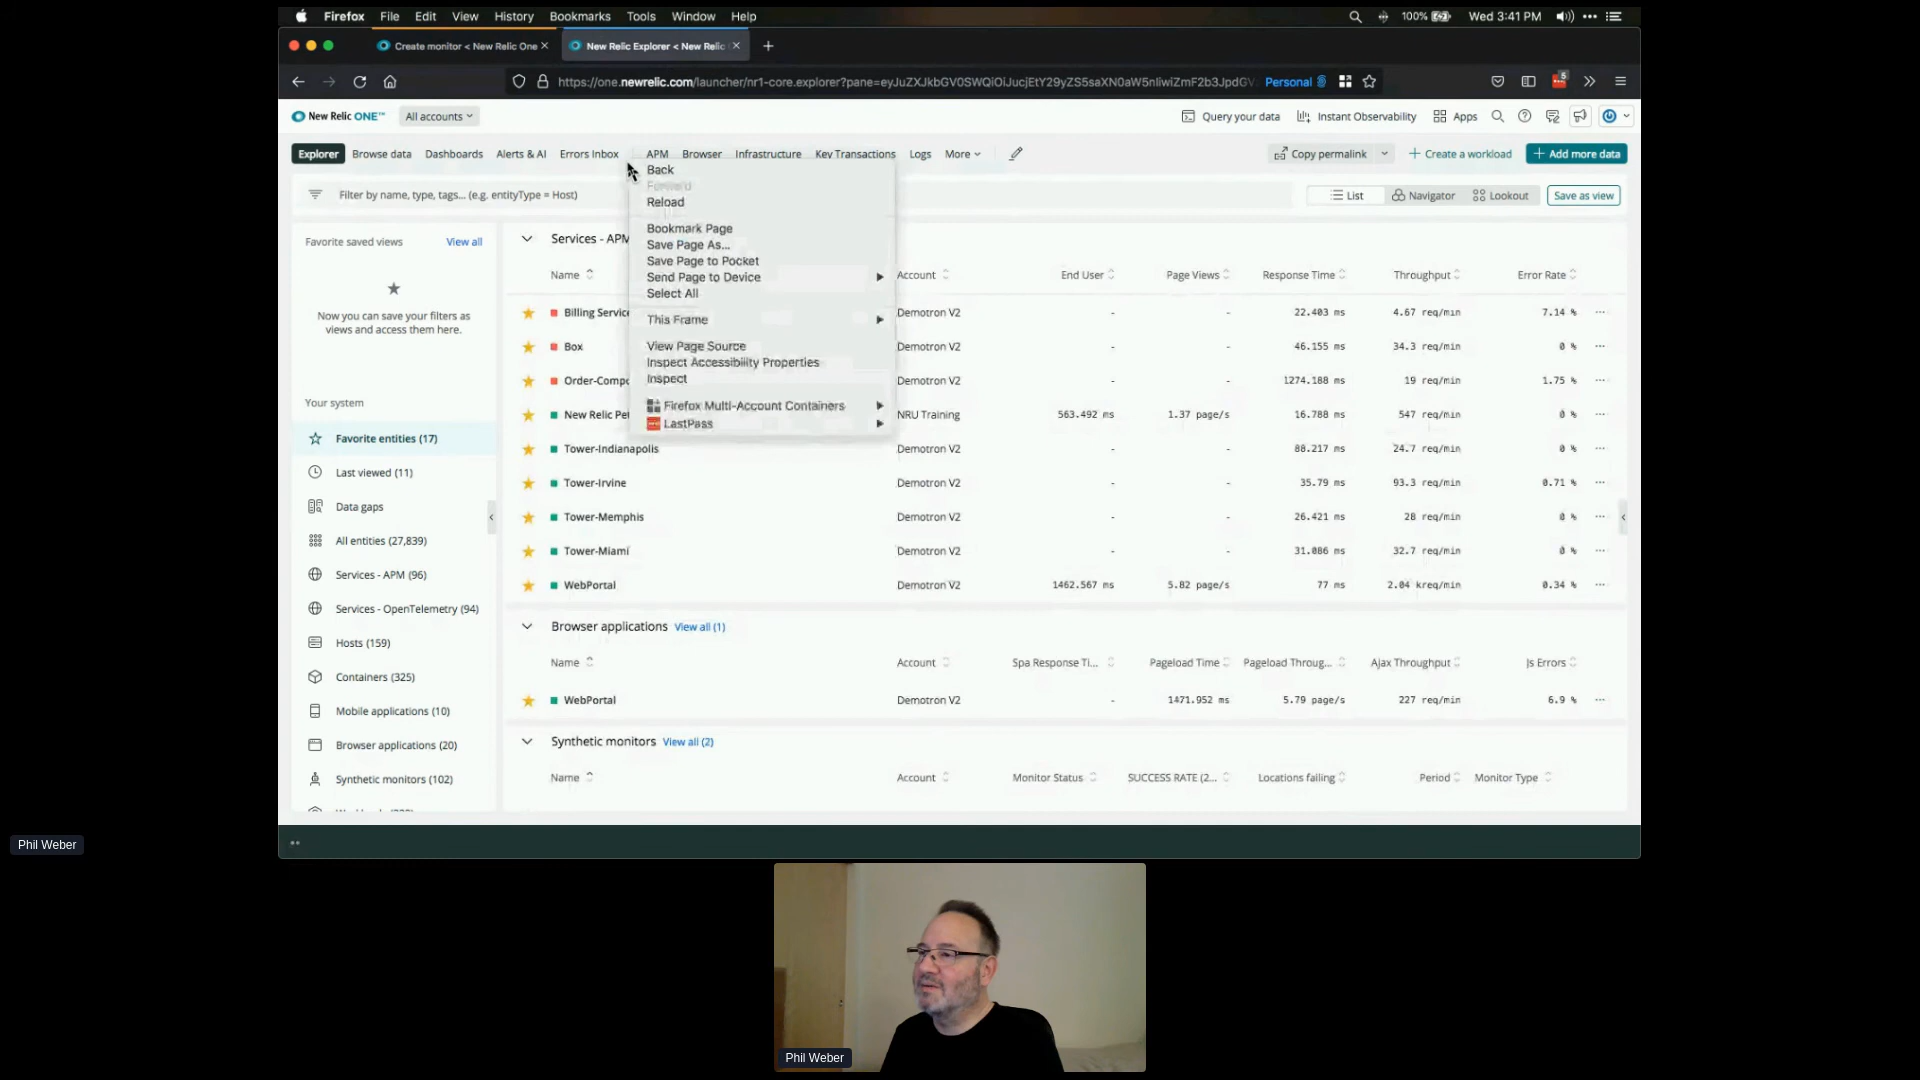 Firefox File Edit View History Bookmarks Tools Window Help
100% Wed 3:41 PM
Create monitor < New Relic One
New Relic Explorer < New Relic
https://one.newrelic.com/launcher/nr1-core.explorer?pane= Personal
5
New Relic ONE™ All accounts
Query your data Instant Observability Apps
Explorer Browse data Dashboards Alerts & AI Errors Inbox APM Browser Infrastructure Key Transactions Logs More
Copy permalink Create a workload Add more data
Filter by name, type, tags... (e.g. entityType = Host)
List Navigator Lookout Save as view
Back
Forward
Reload
Bookmark Page
Save Page As...
Save Page to Pocket
Send Page to Device
Select All
This Frame
View Page Source
Inspect Accessibility Properties
Inspect
Firefox Multi-Account Containers
LastPass
Favorite saved views View all
Now you can save your filters as
views and access them here.
Your system
Favorite entities (17)
Last viewed (11)
Data gaps
All entities (27,839)
Services - APM (96)
Services - OpenTelemetry (94)
Hosts (159)
Containers (325)
Mobile applications (10)
Browser applications (20)
Synthetic monitors (102)
Services - APM
Name Account End User Page Views Response Time Throughput Error Rate
Billing Service Demotron V2 - - 22.403 ms 4.67 req/min 7.14 %
Box Demotron V2 - - 46.155 ms 34.3 req/min 0 %
Order-Compo Demotron V2 - - 1274.188 ms 19 req/min 1.75 %
New Relic Pet NRU Training 563.492 ms 1.37 page/s 16.788 ms 547 req/min 0 %
Tower-Indianapolis Demotron V2 - - 88.217 ms 24.7 req/min 0 %
Tower-Irvine Demotron V2 - - 35.79 ms 93.3 req/min 0.71 %
Tower-Memphis Demotron V2 - - 26.421 ms 28 req/min 0 %
Tower-Miami Demotron V2 - - 31.086 ms 32.7 req/min 0 %
WebPortal Demotron V2 1462.567 ms 5.82 page/s 77 ms 2.04 kreq/min 0.34 %
Browser applications View all (1)
Name Account Spa Response Ti... Pageload Time Pageload Throug... Ajax Throughput Js Errors
WebPortal Demotron V2 - 1471.952 ms 5.79 page/s 227 req/min 6.9 %
Synthetic monitors View all (2)
Name Account Monitor Status SUCCESS RATE (2... Locations failing Period Monitor Type
Phil Weber
Phil Weber